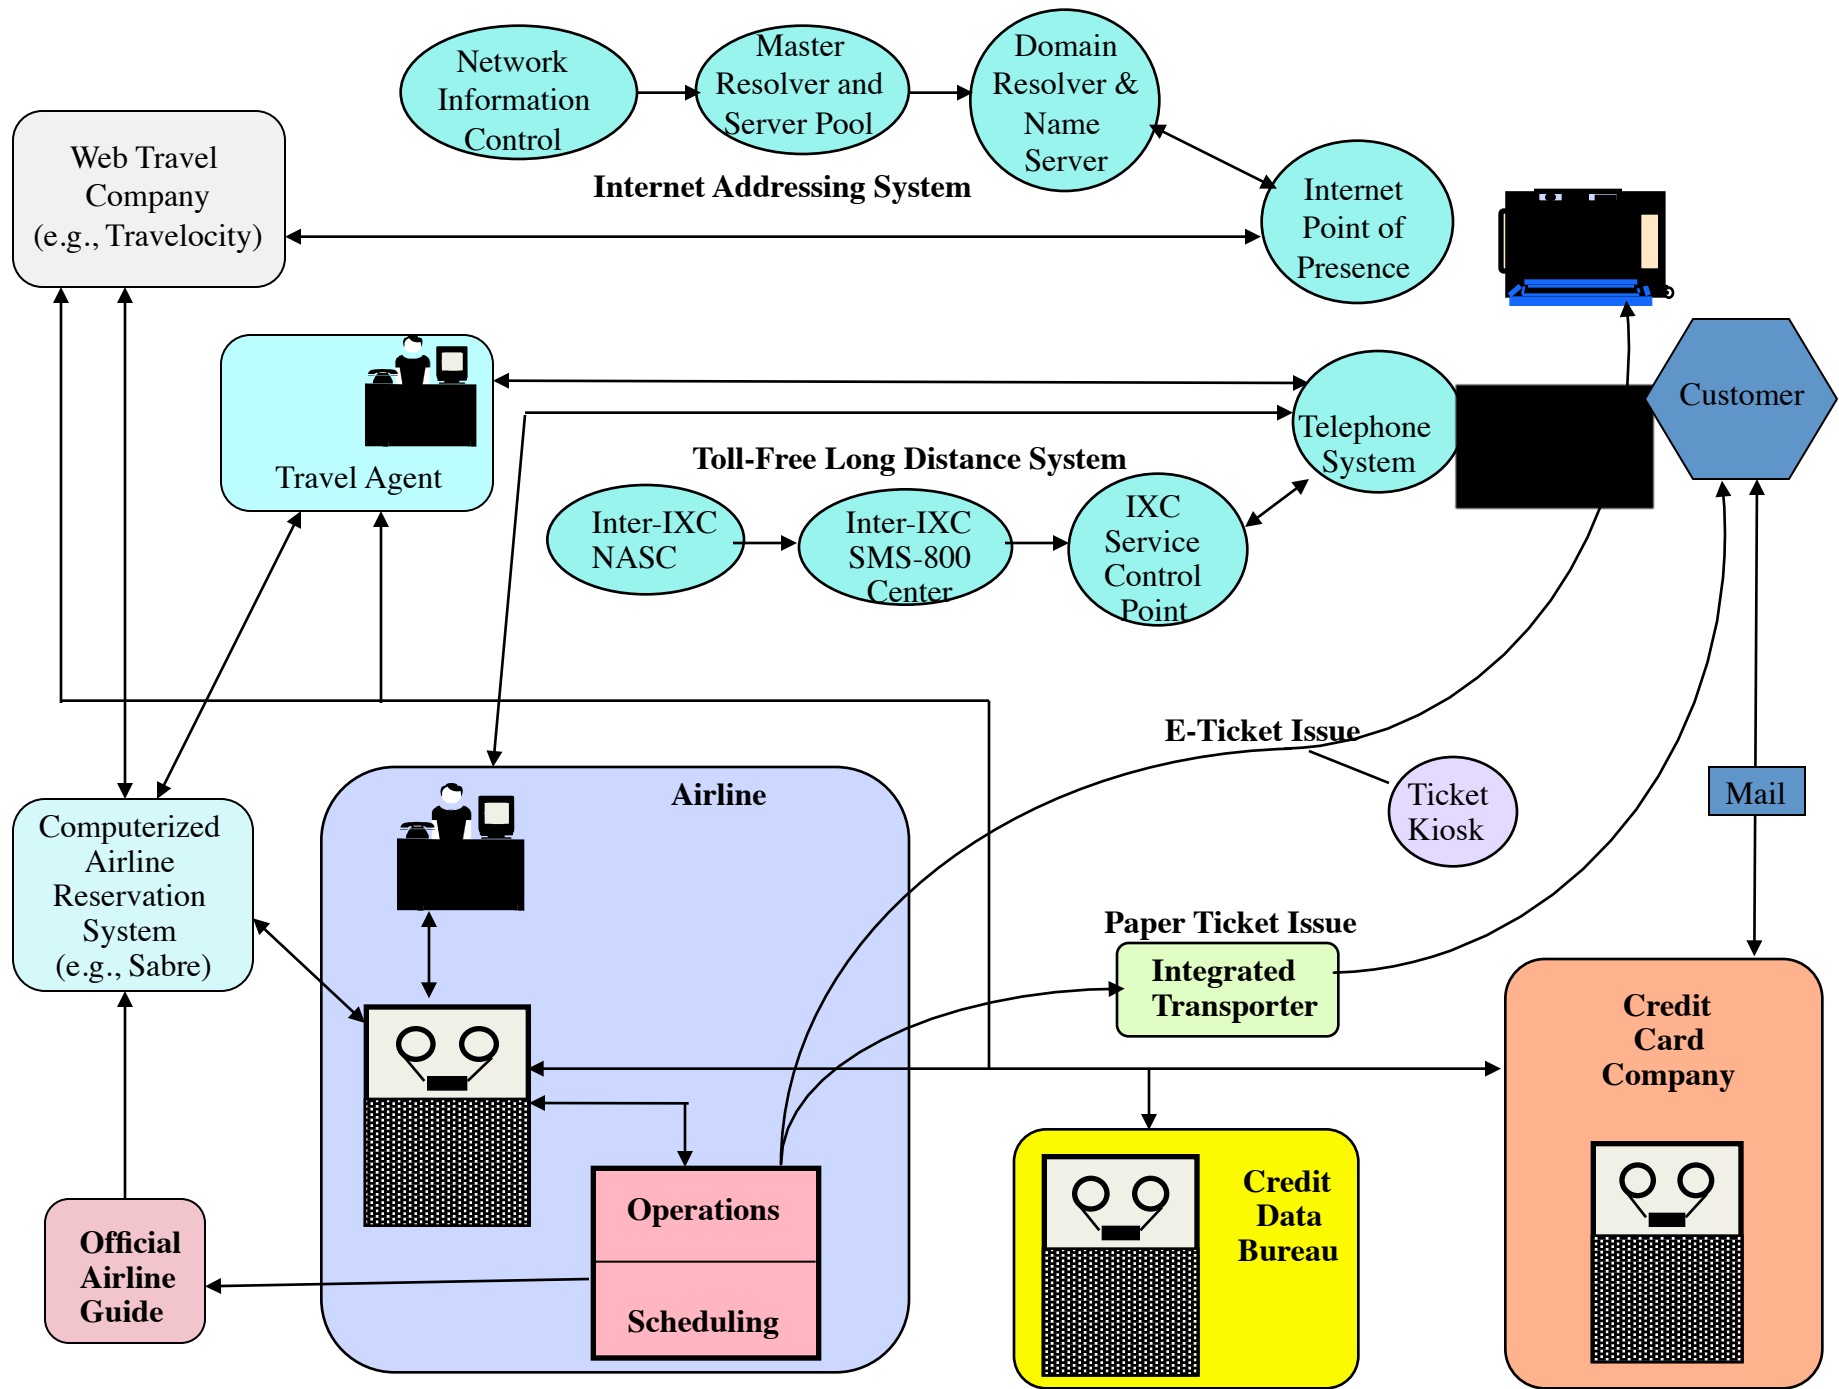 Network
Information
Control
Master
Resolver and
Server Pool
Domain
Resolver &
Name
Server
Internet Addressing System
Internet
Point of
Presence
Web Travel
Company
(e.g., Travelocity)
Travel Agent
Telephone
System
Customer
Toll-Free Long Distance System
Inter-IXC
NASC
Inter-IXC
SMS-800
Center
IXC
Service
Control
Point
E-Ticket Issue
Ticket
Kiosk
Mail
Computerized
Airline
Reservation
System
(e.g., Sabre)
Airline
Paper Ticket Issue
Integrated
Transporter
Credit
Card
Company
Operations
Scheduling
Credit
Data
Bureau
Official
Airline
Guide